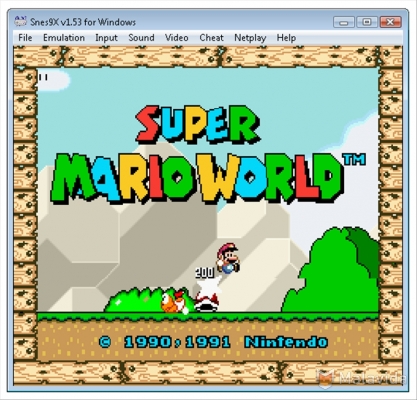 Snes9X v1.53 for Windows
File Emulation Input Sound Video Cheat Netplay Help
SUPER
MARIO WORLD™
200
© 1990,1991 Nintendo